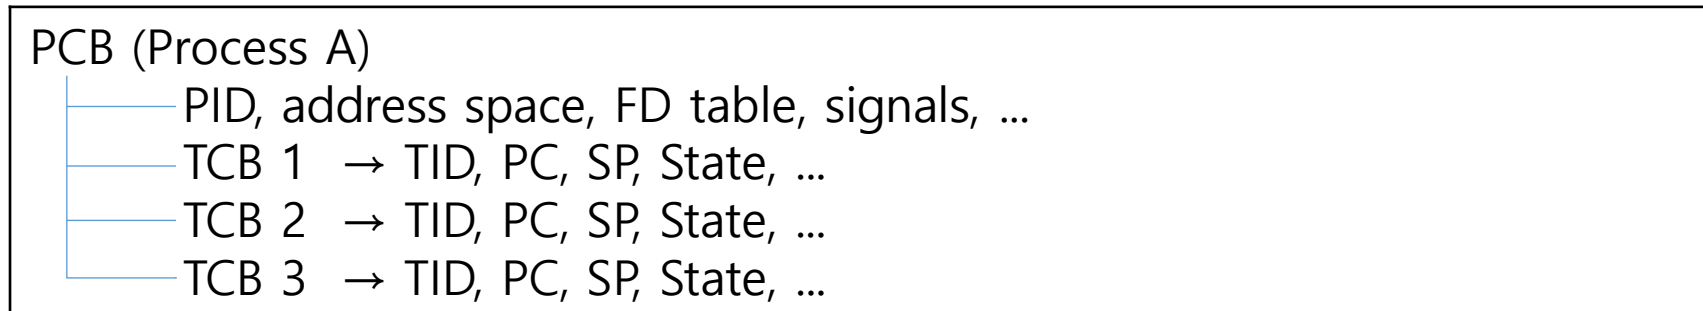 PCB (Process A)
PID, address space, FD table, signals, ...
TCB 1 → TID, PC, SP, State, ...
TCB 2 → TID, PC, SP, State, ...
TCB 3 → TID, PC, SP, State, ...